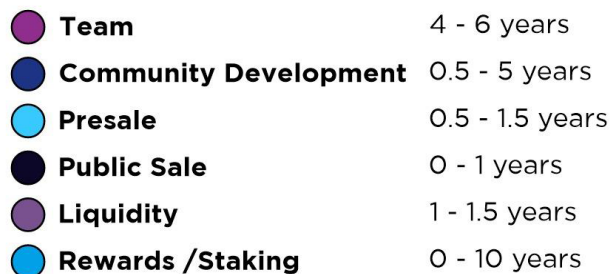 Team 4 - 6 years
Community Development 0.5 - 5 years
Presale 0.5 - 1.5 years
Public Sale 0 - 1 years
Liquidity 1 - 1.5 years
Rewards /Staking 0 - 10 years